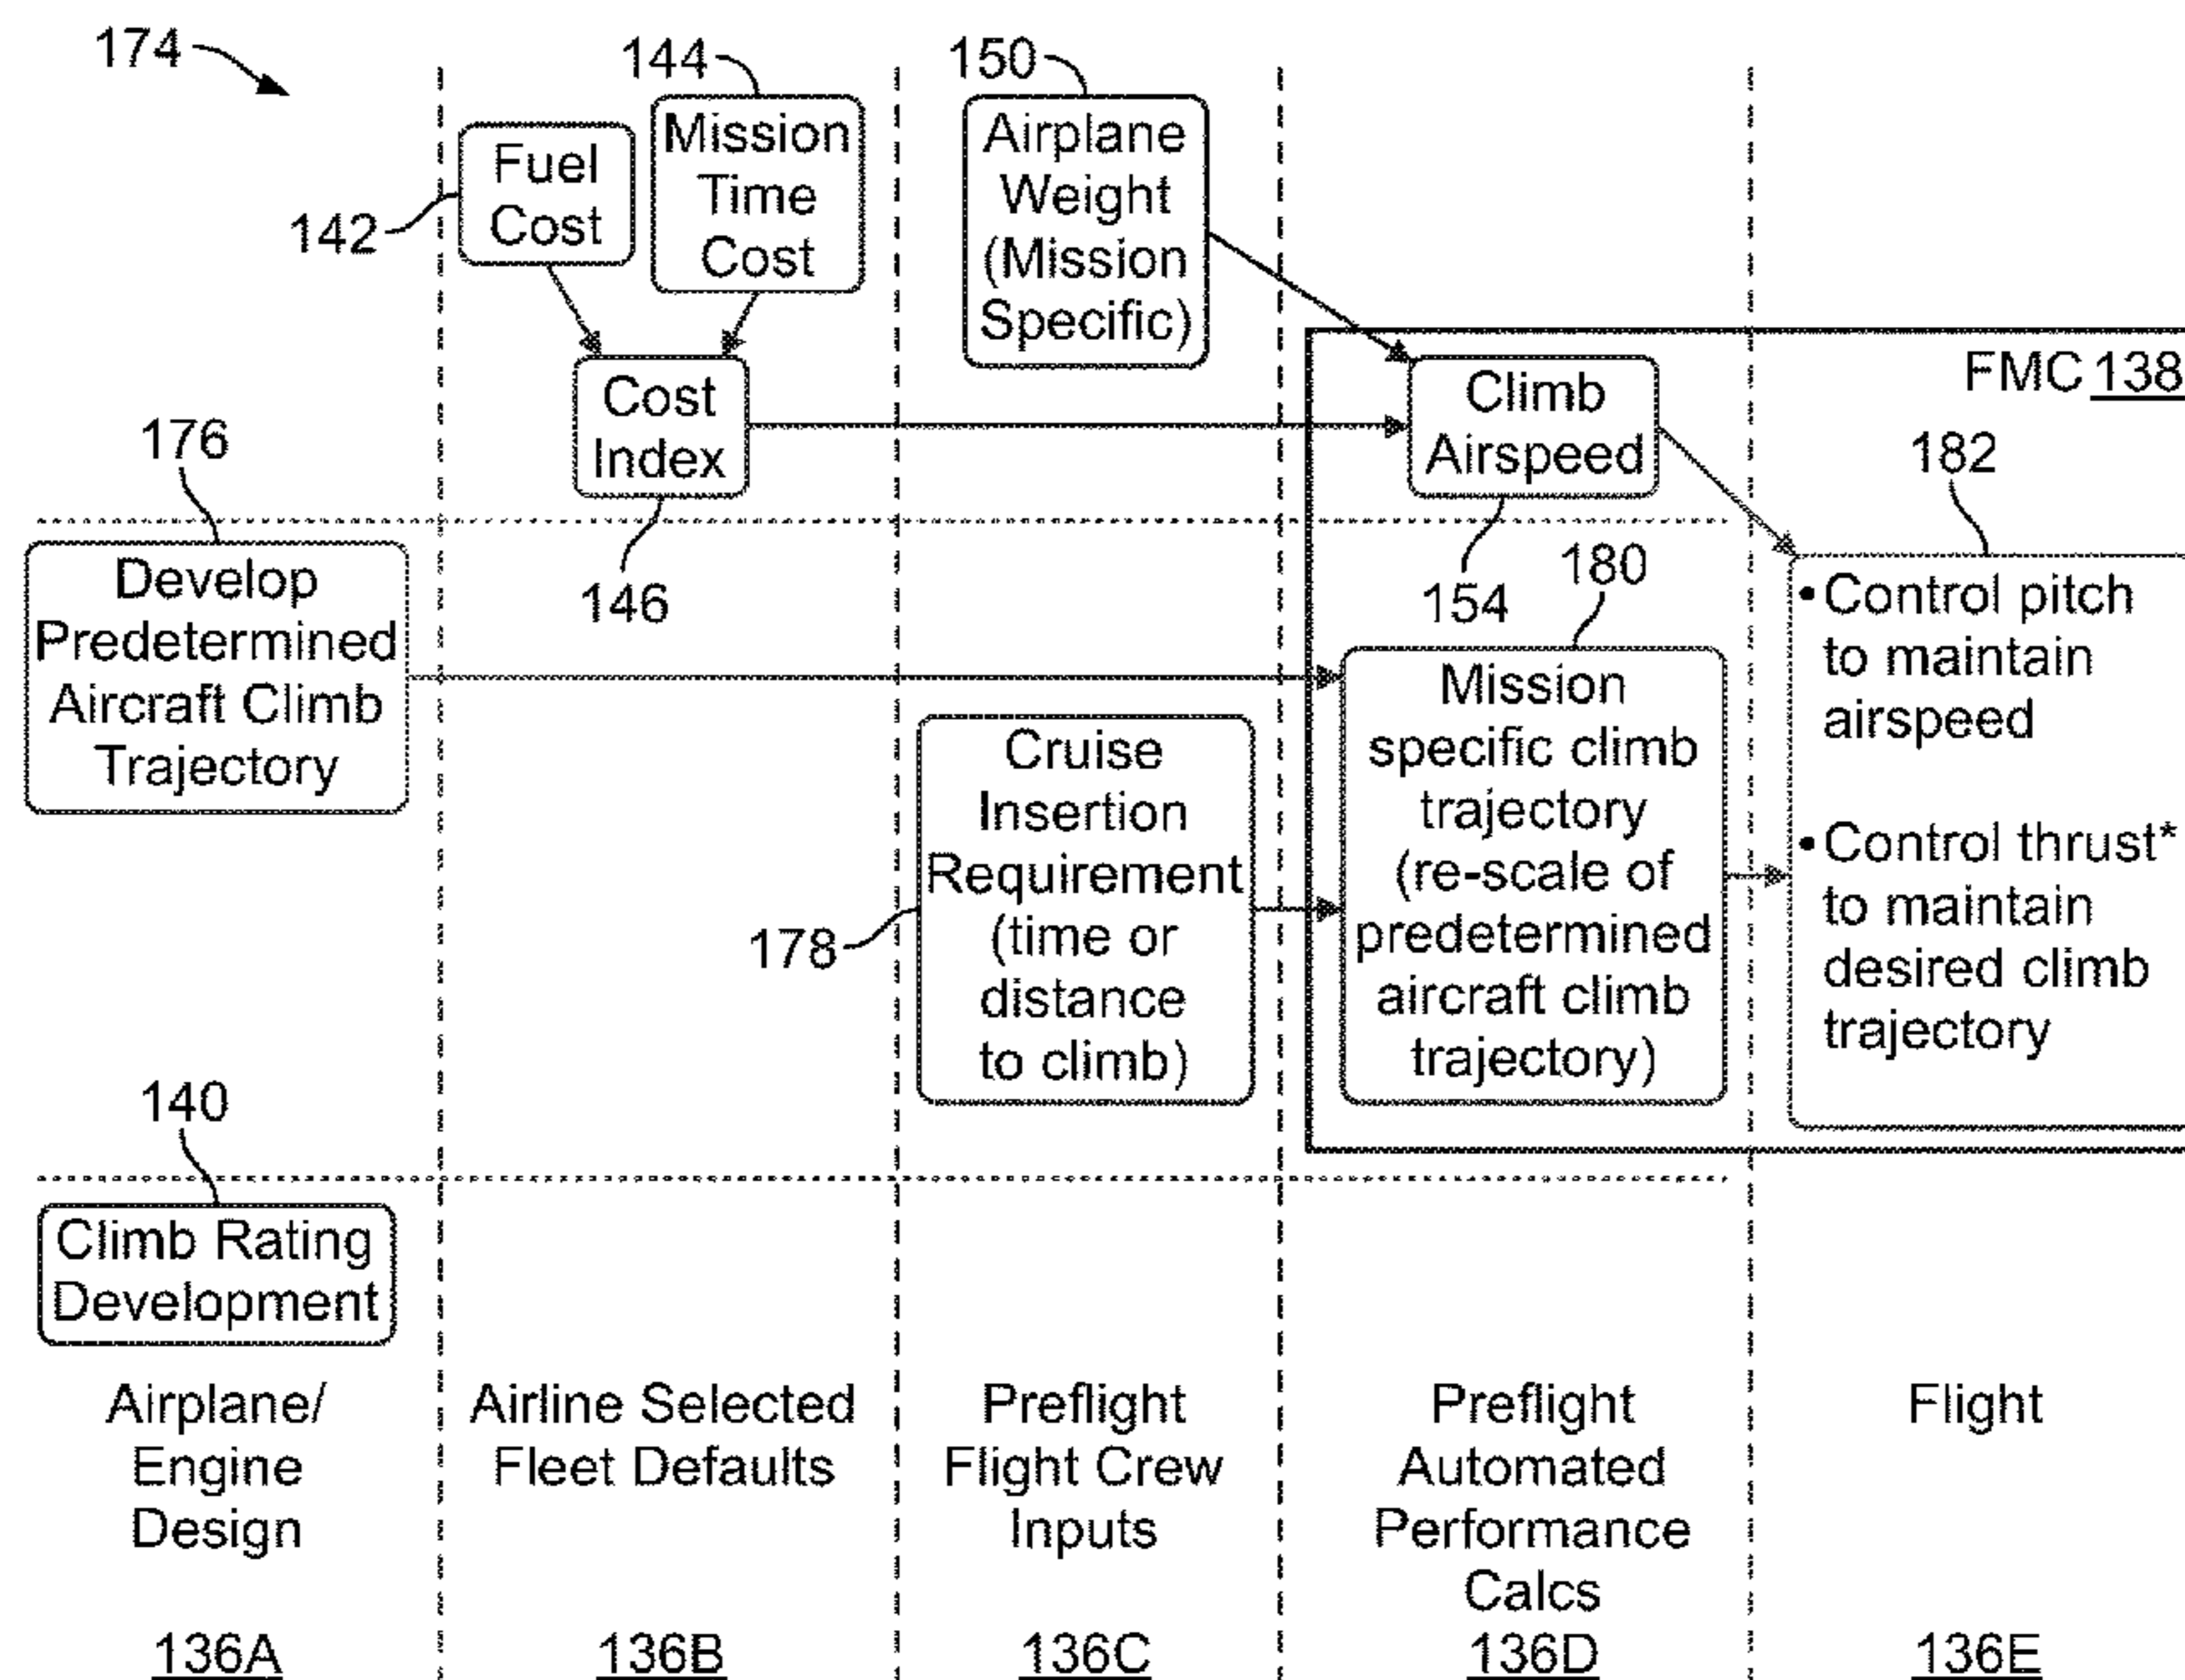 174
144
150
Fuel
Cost
142
Mission
Time
Cost
Airplane
Weight
(Mission
Specific)
FMC 138
Cost
Index
146
Climb
Airspeed
154
176
Develop
Predetermined
Aircraft Climb
Trajectory
178
Cruise
Insertion
Requirement
(time or
distance
to climb)
180
Mission
specific climb
trajectory
(re-scale of
predetermined
aircraft climb
trajectory)
182
•Control pitch
to maintain
airspeed
•Control thrust*
to maintain
desired climb
trajectory
140
Climb Rating
Development
Airplane/
Engine
Design
136A
Airline Selected
Fleet Defaults
136B
Preflight
Flight Crew
Inputs
136C
Preflight
Automated
Performance
Calcs
136D
Flight
136E